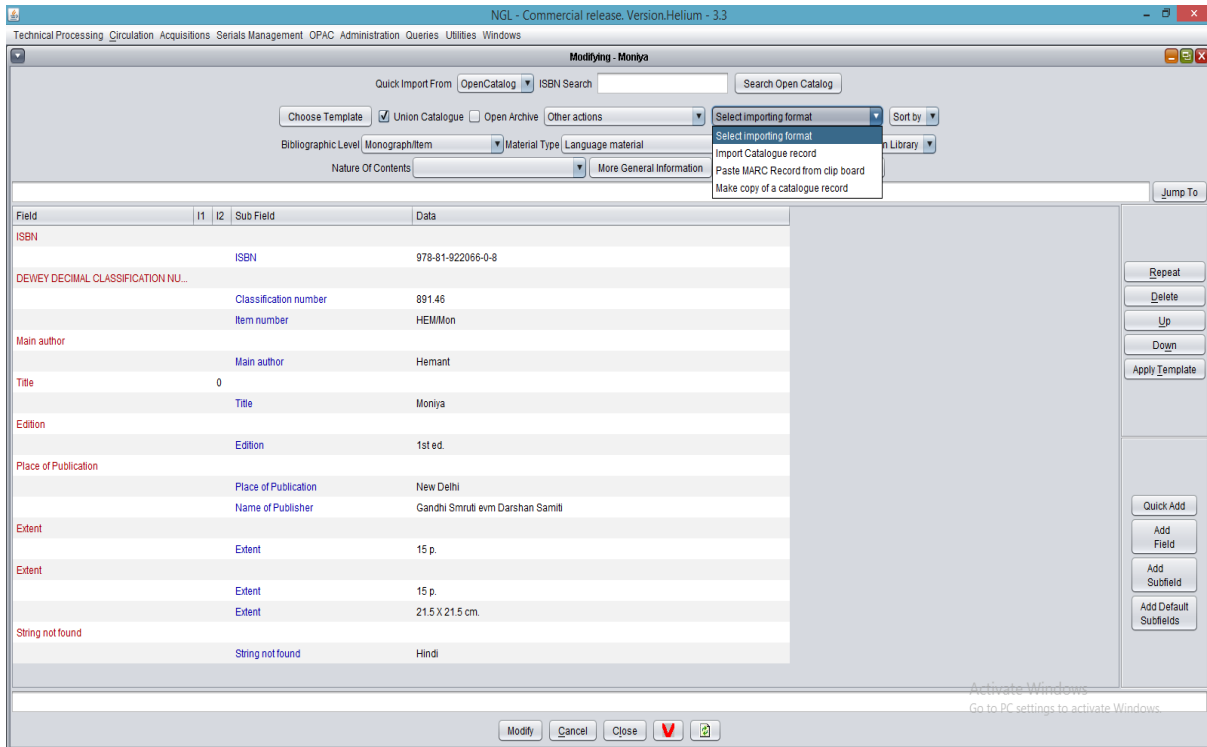 NGL - Commercial release. Version.Helium - 3.3
Technical Processing Circulation Acquisitions Serials Management OPAC Administration Queries Utilities Windows
Modifying - Moniya
Quick Import From OpenCatalog ISBN Search Search Open Catalog
Choose Template Union Catalogue Open Archive Other actions Select importing format Sort by
Select importing format
Bibliographic Level Monograph/Item Material Type Language material Import Catalogue record n Library
Nature Of Contents More General Information Paste MARC Record from clip board
Make copy of a catalogue record
Jump To
Field I1 I2 Sub Field Data
ISBN
ISBN 978-81-922066-0-8
DEWEY DECIMAL CLASSIFICATION NU...
Classification number 891.46
Item number HEM/Mon
Main author
Main author Hemant
Title 0
Title Moniya
Edition
Edition 1st ed.
Place of Publication
Place of Publication New Delhi
Name of Publisher Gandhi Smruti evm Darshan Samiti
Extent
Extent 15 p.
Extent
Extent 15 p.
Extent 21.5 X 21.5 cm.
String not found
String not found Hindi
Repeat
Delete
Up
Down
Apply Template
Quick Add
Add
Field
Add
Subfield
Add Default
Subfields
Activate Windows
Go to PC settings to activate Windows.
Modify Cancel Close V